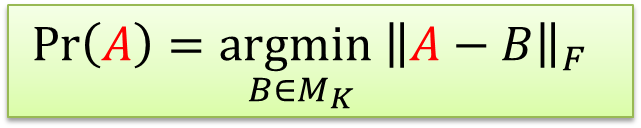 Pr(A) = argmin ‖A − B‖_F
B∈M_K